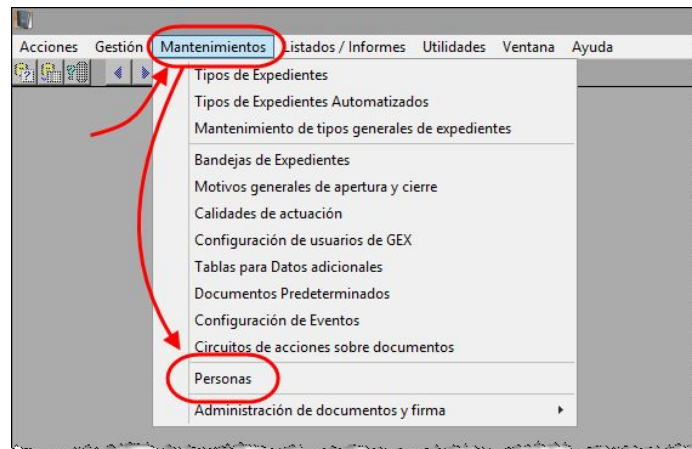 Acciones Gestión Mantenimientos Listados / Informes Utilidades Ventana Ayuda
Tipos de Expedientes
Tipos de Expedientes Automatizados
Mantenimiento de tipos generales de expedientes
Bandejas de Expedientes
Motivos generales de apertura y cierre
Calidades de actuación
Configuración de usuarios de GEX
Tablas para Datos adicionales
Documentos Predeterminados
Configuración de Eventos
Circuitos de acciones sobre documentos
Personas
Administración de documentos y firma